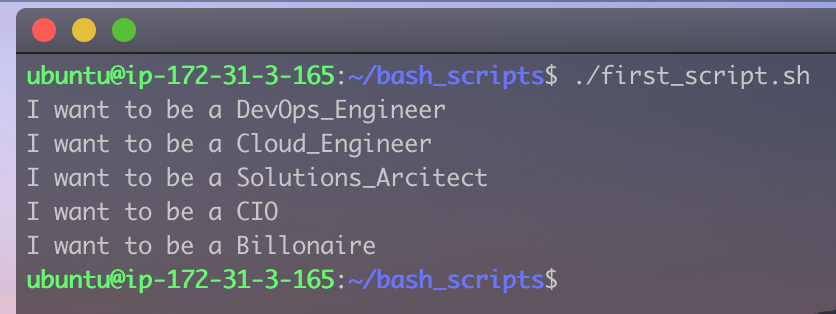 ubuntu@ip-172-31-3-165:~/bash_scripts$ ./first_script.sh
I want to be a DevOps_Engineer
I want to be a Cloud_Engineer
I want to be a Solutions_Arcitect
I want to be a CIO
I want to be a Billonaire
ubuntu@ip-172-31-3-165:~/bash_scripts$